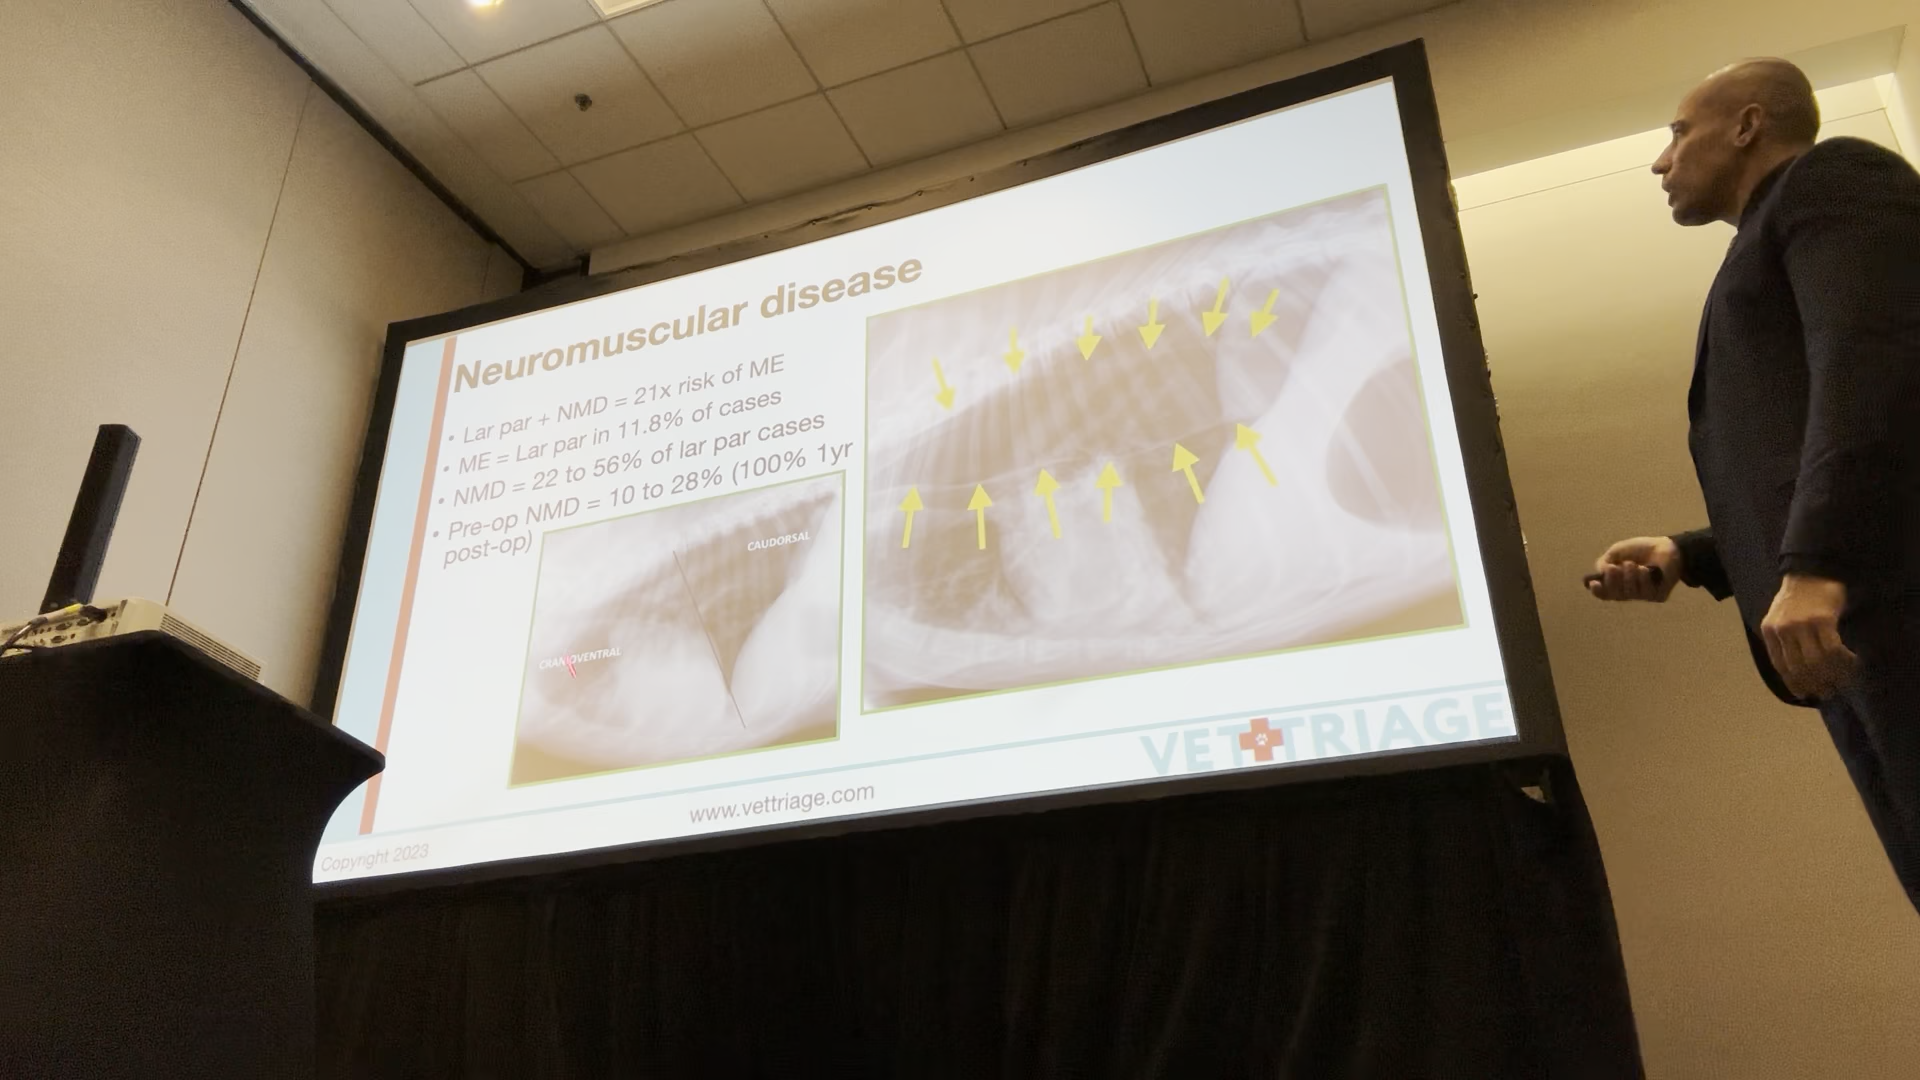 Neuromuscular disease
• Lar par + NMD = 21x risk of ME
• ME = Lar par in 11.8% of cases
• NMD = 22 to 56% of lar par cases
• Pre-op NMD = 10 to 28% (100% 1yr
post-op)
CAUDORSAL
CRANIOVENTRAL
VET TRIAGE
www.vettriage.com
Copyright 2023